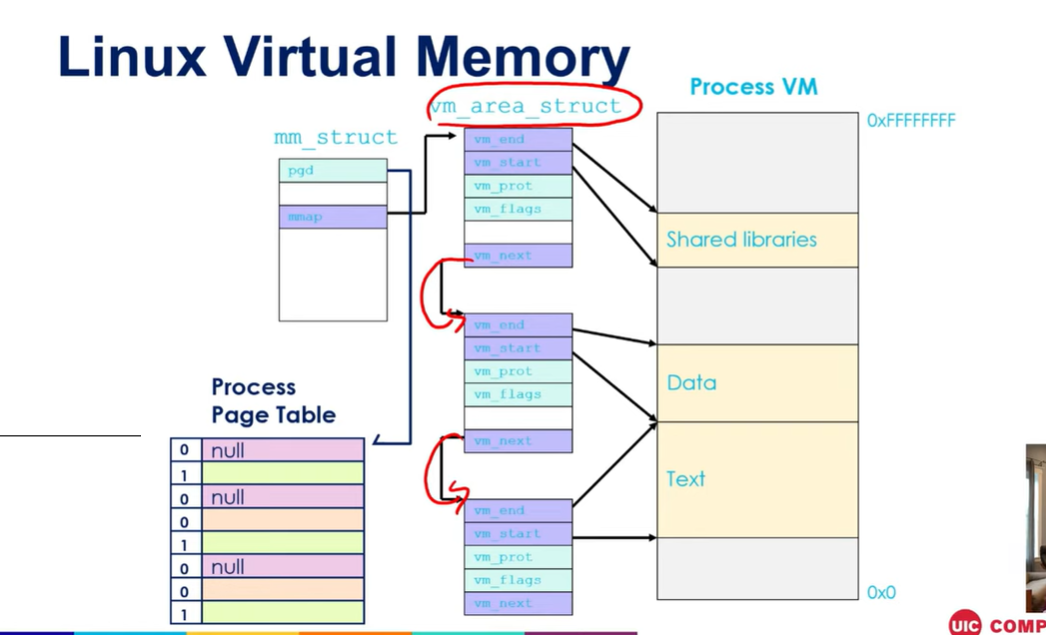 Linux Virtual Memory
Process VM
vm_area_struct
0xFFFFFFFF
mm_struct
vm_end
pgd
vm_start
vm_prot
vm_flags
mmap
Shared libraries
vm_next
vm_end
vm_start
vm_prot
vm_flags
Data
Process
Page Table
vm_next
0 null
1
0 null
0
1
0 null
0
1
Text
vm_end
vm_start
vm_prot
vm_flags
vm_next
0x0
UIC COMP